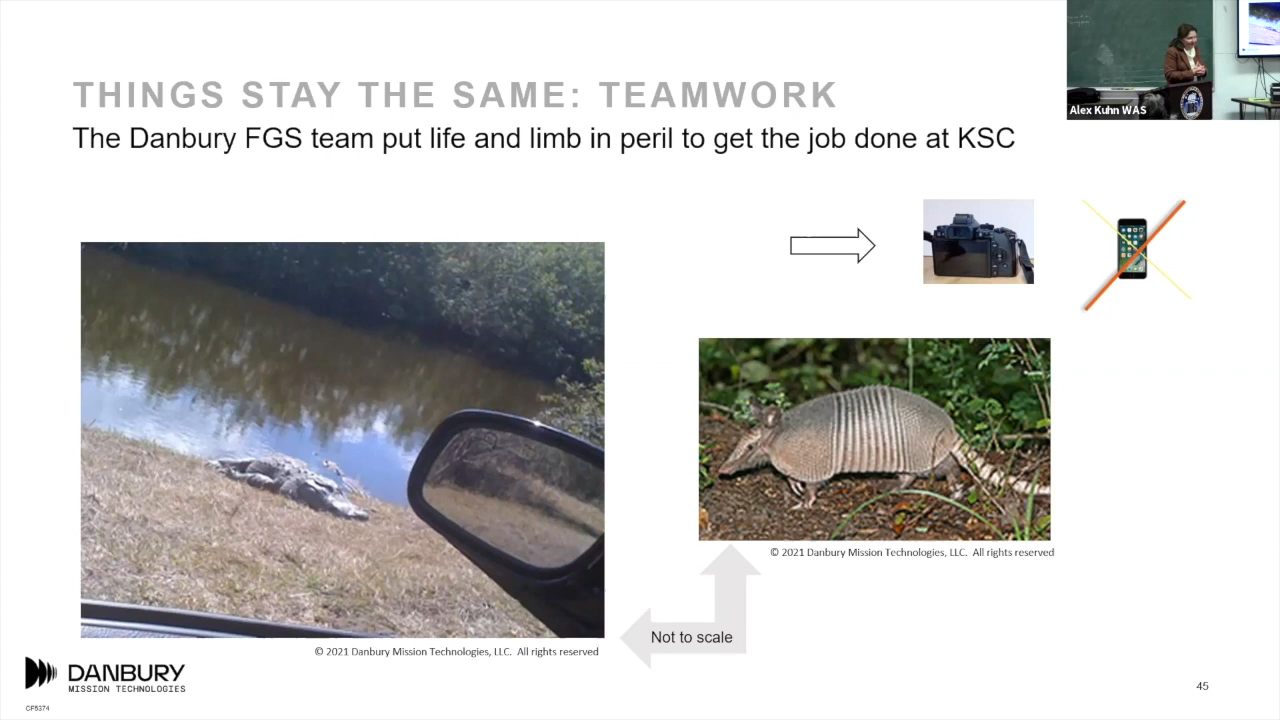 THINGS STAY THE SAME: TEAMWORK
The Danbury FGS team put life and limb in peril to get the job done at KSC
Alex Kuhn WAS
© 2021 Danbury Mission Technologies, LLC.  All rights reserved
Not to scale
© 2021 Danbury Mission Technologies, LLC.  All rights reserved
DANBURY
MISSION TECHNOLOGIES
45
CF5374